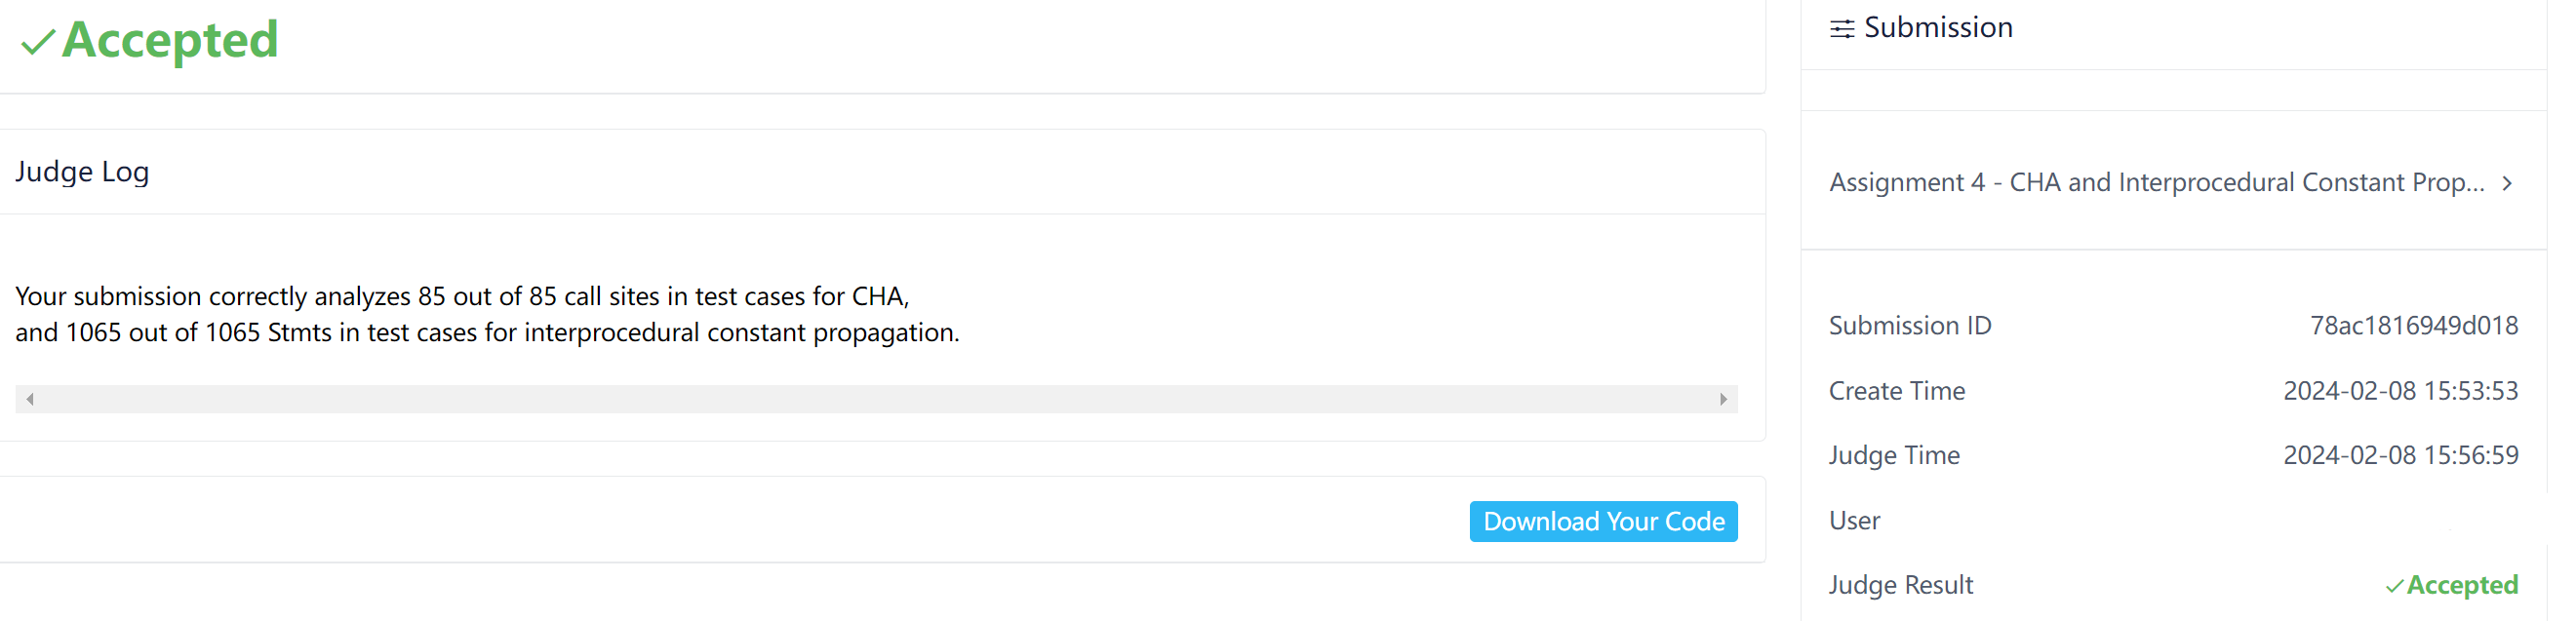 Accepted
Judge Log
Your submission correctly analyzes 85 out of 85 call sites in test cases for CHA,
and 1065 out of 1065 Stmts in test cases for interprocedural constant propagation.
Download Your Code
Submission
Assignment 4 - CHA and Interprocedural Constant Prop...
Submission ID 78ac1816949d018
Create Time 2024-02-08 15:53:53
Judge Time 2024-02-08 15:56:59
User
Judge Result Accepted